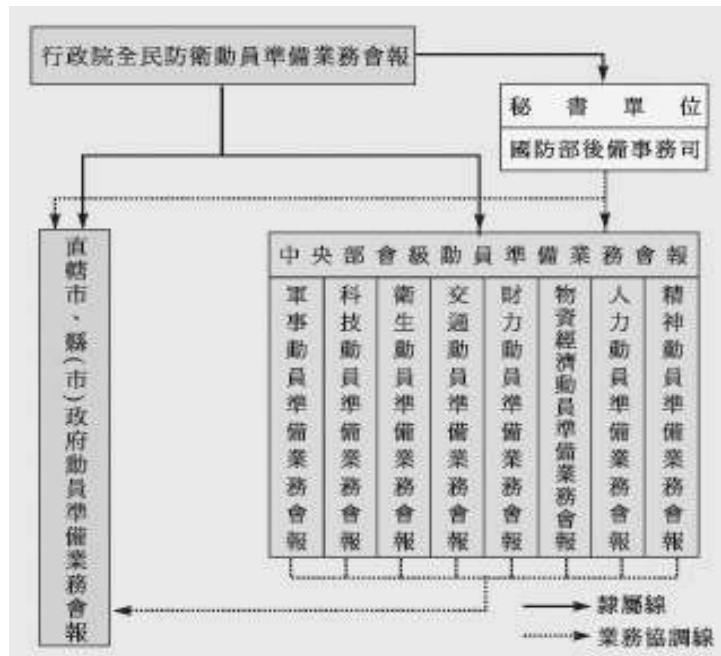 行政院全民防衛動員準備業務會報
秘書單位
國防部後備事務司
直轄市、縣(市)政府動員準備業務會報
中央部會級動員準備業務會報
軍事動員準備業務會報
科技動員準備業務會報
衛生動員準備業務會報
交通動員準備業務會報
財力動員準備業務會報
物資經濟動員準備業務會報
人力動員準備業務會報
精神動員準備業務會報
隸屬線
業務協調線